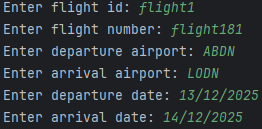 Enter flight id: flight1
Enter flight number: flight181
Enter departure airport: ABDN
Enter arrival airport: LODN
Enter departure date: 13/12/2025
Enter arrival date: 14/12/2025